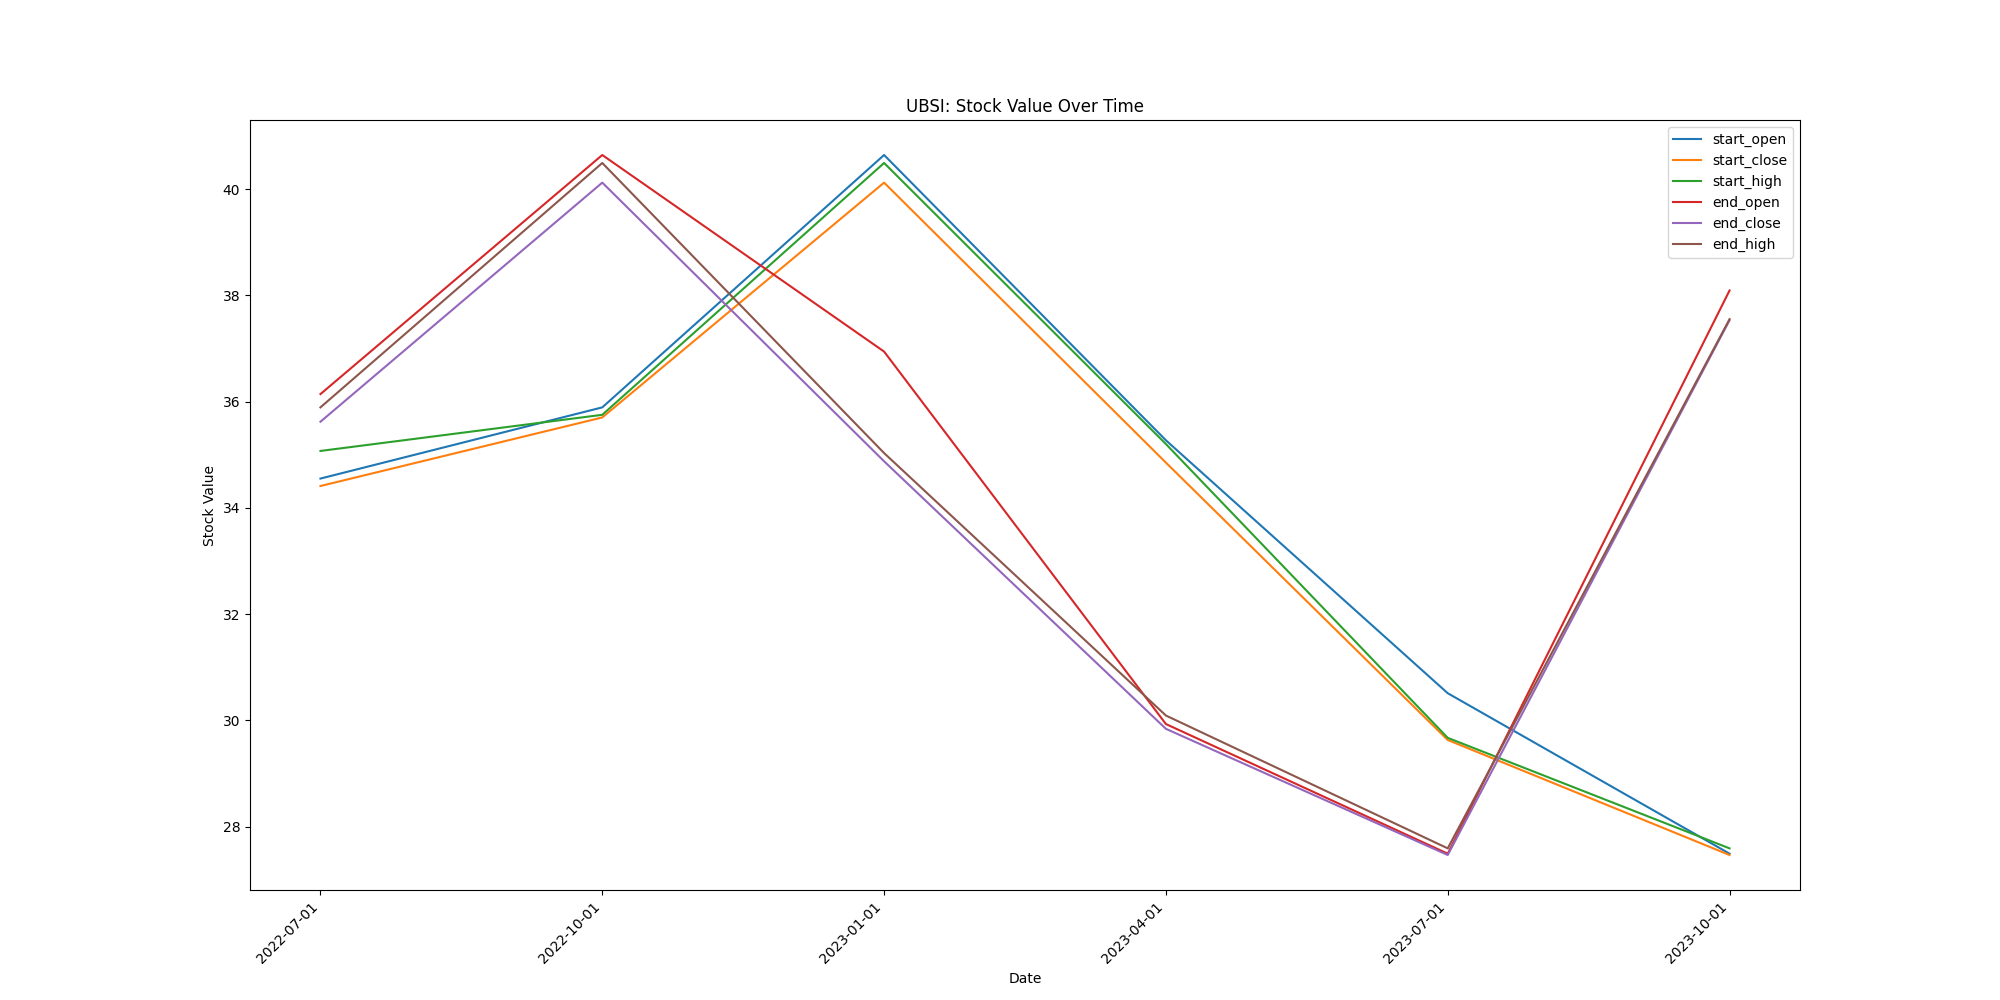 UBSI: Stock Value Over Time
start_open
start_close
start_high
end_open
end_close
end_high
Stock Value
40
38
36
34
32
30
28
2022-07-01
2022-10-01
2023-01-01
2023-04-01
2023-07-01
2023-10-01
Date